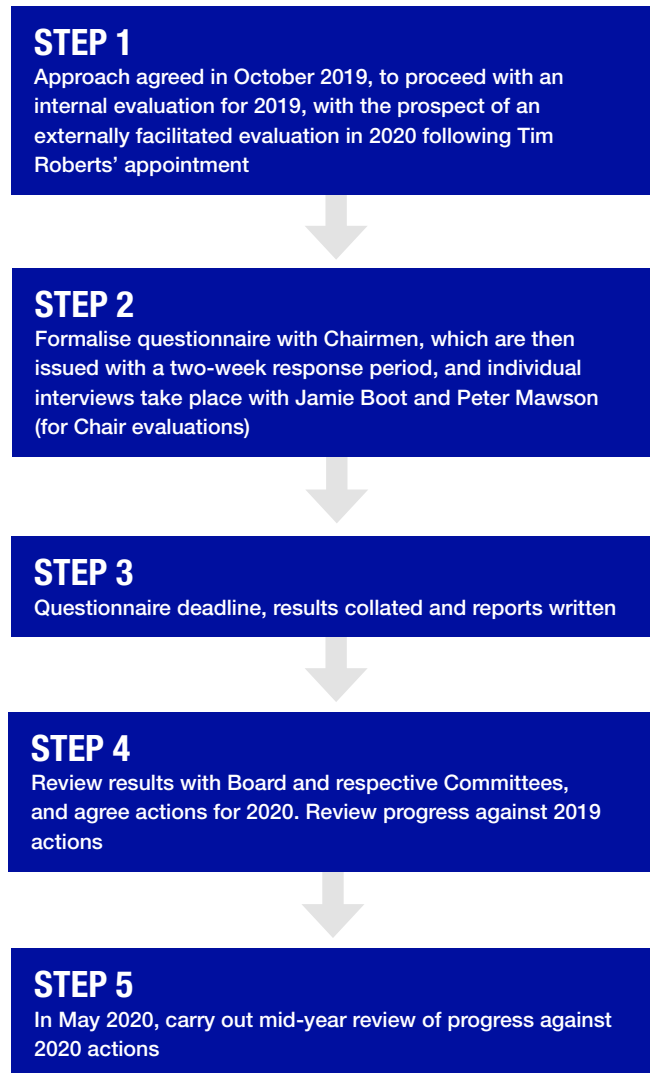 STEP 1
Approach agreed in October 2019, to proceed with an
internal evaluation for 2019, with the prospect of an
externally facilitated evaluation in 2020 following Tim
Roberts’ appointment
STEP 2
Formalise questionnaire with Chairmen, which are then
issued with a two-week response period, and individual
interviews take place with Jamie Boot and Peter Mawson
(for Chair evaluations)
STEP 3
Questionnaire deadline, results collated and reports written
STEP 4
Review results with Board and respective Committees,
and agree actions for 2020. Review progress against 2019
actions
STEP 5
In May 2020, carry out mid-year review of progress against
2020 actions